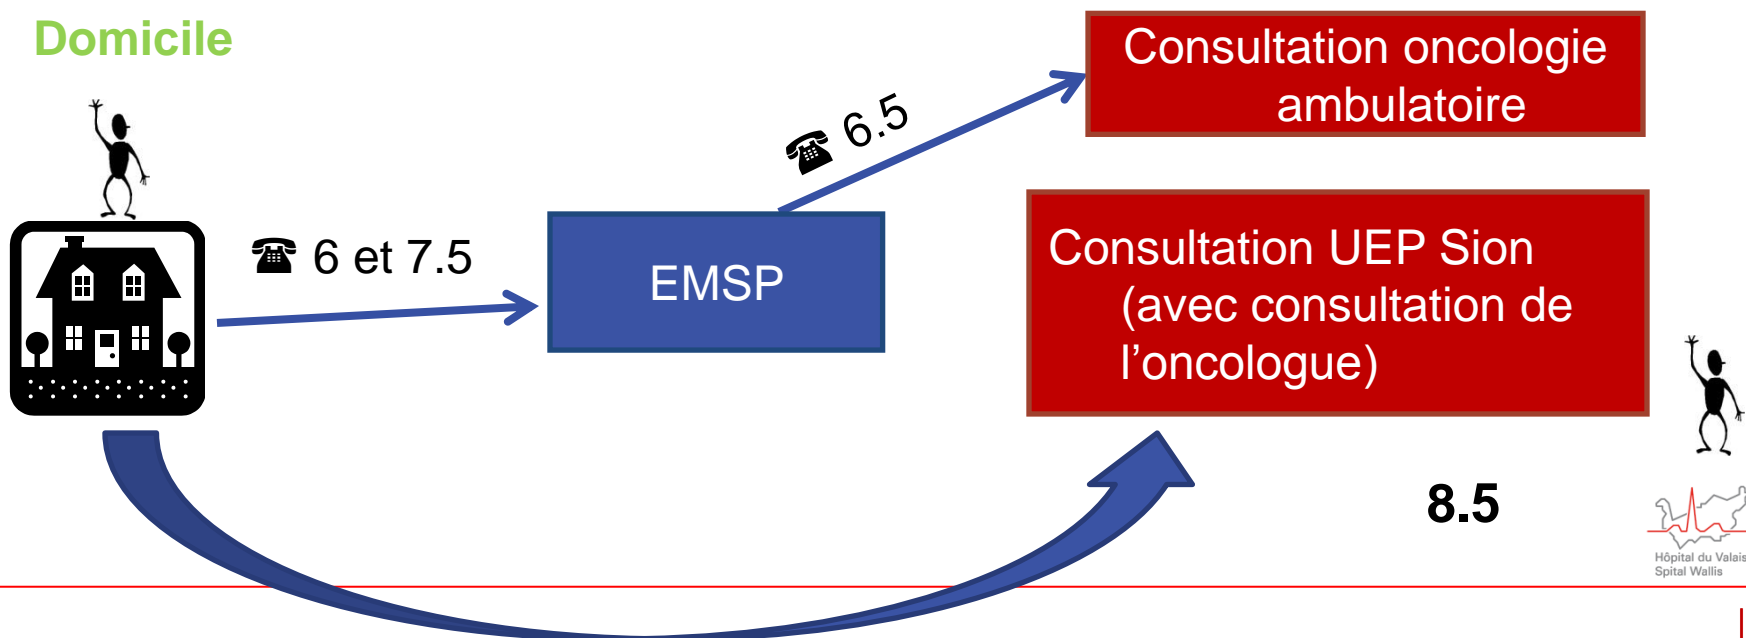 Domicile
Consultation oncologie
ambulatoire
☎ 6.5
☎ 6 et 7.5
EMSP
Consultation UEP Sion
(avec consultation de
l’oncologue)
8.5
Hôpital du Valais
Spital Wallis